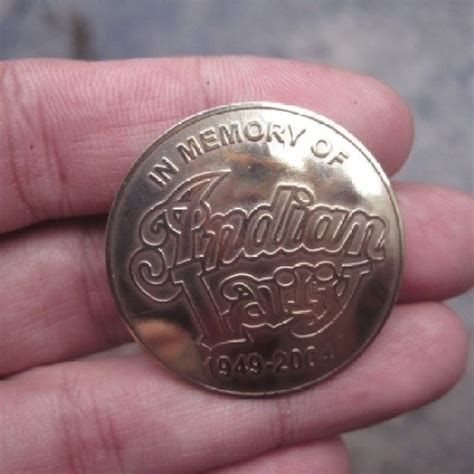 IN MEMORY OF
Indian
Larry
1949-2004